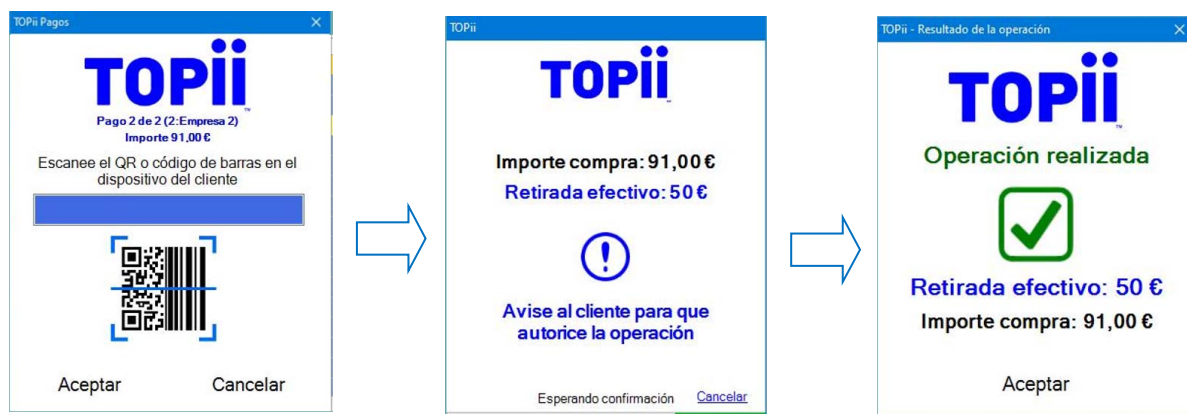 TOPii Pagos
TOPii
™
Pago 2 de 2 (2:Empresa 2)
Importe 91,00 €
Escanee el QR o código de barras en el
dispositivo del cliente
Aceptar
Cancelar
TOPii
TOPii
Importe compra: 91,00 €
Retirada efectivo: 50 €
!
Avise al cliente para que
autorice la operación
Esperando confirmación
Cancelar
TOPii - Resultado de la operación
TOPii
Operación realizada
Retirada efectivo: 50 €
Importe compra: 91,00 €
Aceptar